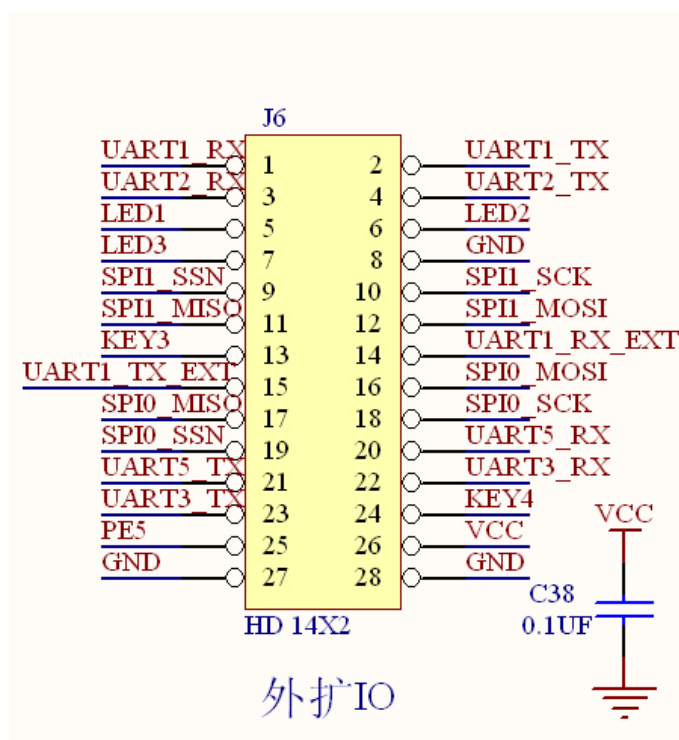 J6
UART1_RX 1 2 UART1_TX
UART2_RX 3 4 UART2_TX
LED1 5 6 LED2
LED3 7 8 GND
SPI1_SSN 9 10 SPI1_SCK
SPI1_MISO 11 12 SPI1_MOSI
KEY3 13 14 UART1_RX_EXT
UART1_TX_EXT 15 16 SPI0_MOSI
SPI0_MISO 17 18 SPI0_SCK
SPI0_SSN 19 20 UART5_RX
UART5_TX 21 22 UART3_RX
UART3_TX 23 24 KEY4
PE5 25 26 VCC
GND 27 28 GND
VCC
C38
0.1UF
HD 14X2
外扩IO